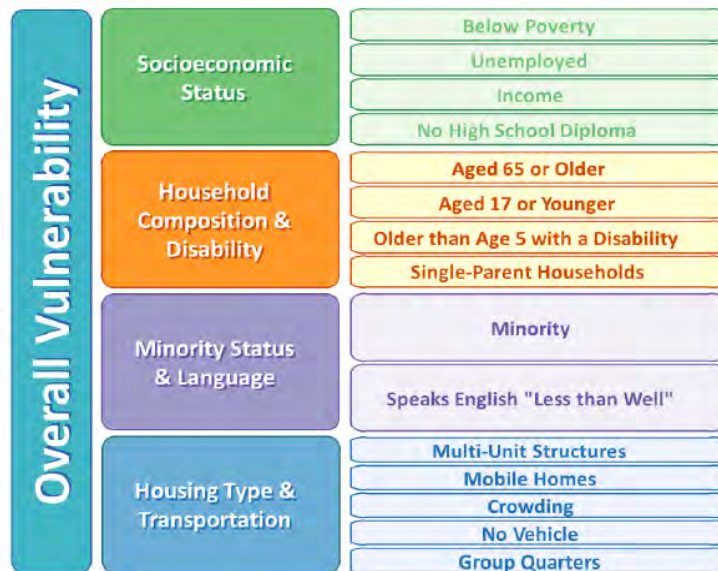 Overall Vulnerability
Socioeconomic
Status
Below Poverty
Unemployed
Income
No High School Diploma
Household
Composition &
Disability
Aged 65 or Older
Aged 17 or Younger
Older than Age 5 with a Disability
Single-Parent Households
Minority Status
& Language
Minority
Speaks English "Less than Well"
Housing Type &
Transportation
Multi-Unit Structures
Mobile Homes
Crowding
No Vehicle
Group Quarters